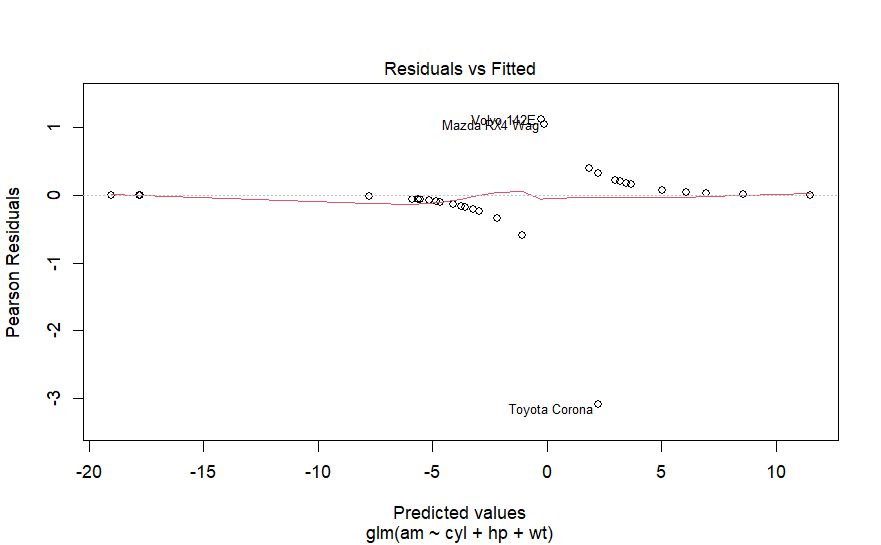 Residuals vs Fitted
Pearson Residuals
1
0
-1
-2
-3
Volvo 142E
Mazda RX4 Wag
Toyota Corona
-20 -15 -10 -5 0 5 10
Predicted values
glm(am ~ cyl + hp + wt)